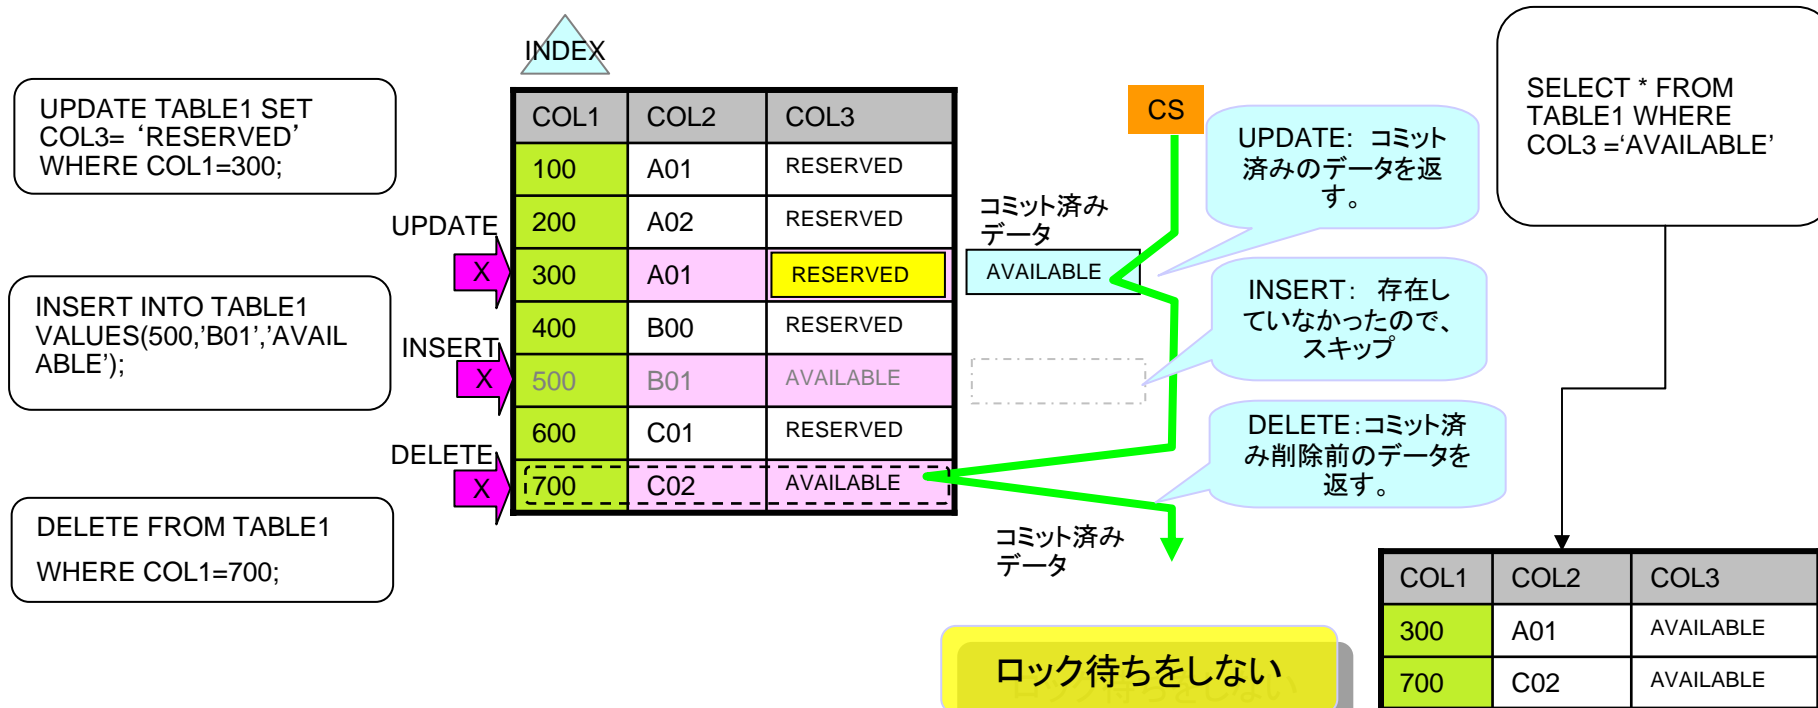 INDEX
UPDATE TABLE1 SET
COL3= ‘RESERVED’
WHERE COL1=300;
INSERT INTO TABLE1
VALUES(500,'B01','AVAIL
ABLE');
DELETE FROM TABLE1
WHERE COL1=700;
UPDATE
X
INSERT
X
DELETE
X
COL1 COL2 COL3
100 A01 RESERVED
200 A02 RESERVED
300 A01 RESERVED
400 B00 RESERVED
500 B01 AVAILABLE
600 C01 RESERVED
700 C02 AVAILABLE
コミット済み
データ
AVAILABLE
CS
UPDATE: コミット
済みのデータを返
す。
INSERT: 存在し
ていなかったので、
スキップ
DELETE:コミット済
み削除前のデータを
返す。
コミット済み
データ
SELECT * FROM
TABLE1 WHERE
COL3 =‘AVAILABLE’
ロック待ちをしない
COL1 COL2 COL3
300 A01 AVAILABLE
700 C02 AVAILABLE